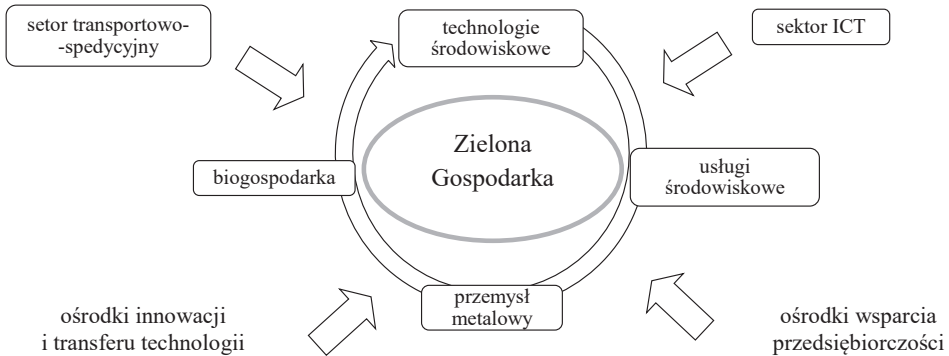 setor transportowo-
-spedycyjny
technologie
środowiskowe
sektor ICT
Zielona
Gospodarka
biogospodarka
usługi
środowiskowe
przemysł
metalowy
ośrodki innowacji
i transferu technologii
ośrodki wsparcia
przedsiębiorczości